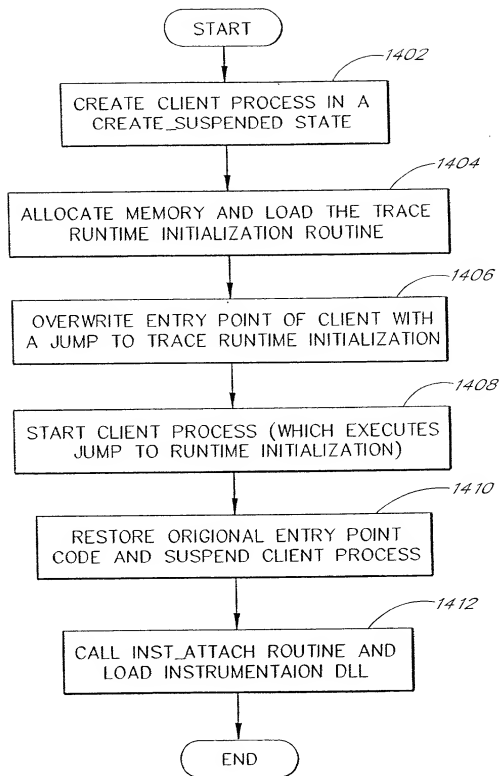 START
1402
CREATE CLIENT PROCESS IN A
CREATE_SUSPENDED STATE
1404
ALLOCATE MEMORY AND LOAD THE TRACE
RUNTIME INITIALIZATION ROUTINE
1406
OVERWRITE ENTRY POINT OF CLIENT WITH
A JUMP TO TRACE RUNTIME INITIALIZATION
1408
START CLIENT PROCESS (WHICH EXECUTES
JUMP TO RUNTIME INITIALIZATION)
1410
RESTORE ORIGIONAL ENTRY POINT
CODE AND SUSPEND CLIENT PROCESS
1412
CALL INST_ATTACH ROUTINE AND
LOAD INSTRUMENTAION DLL
END